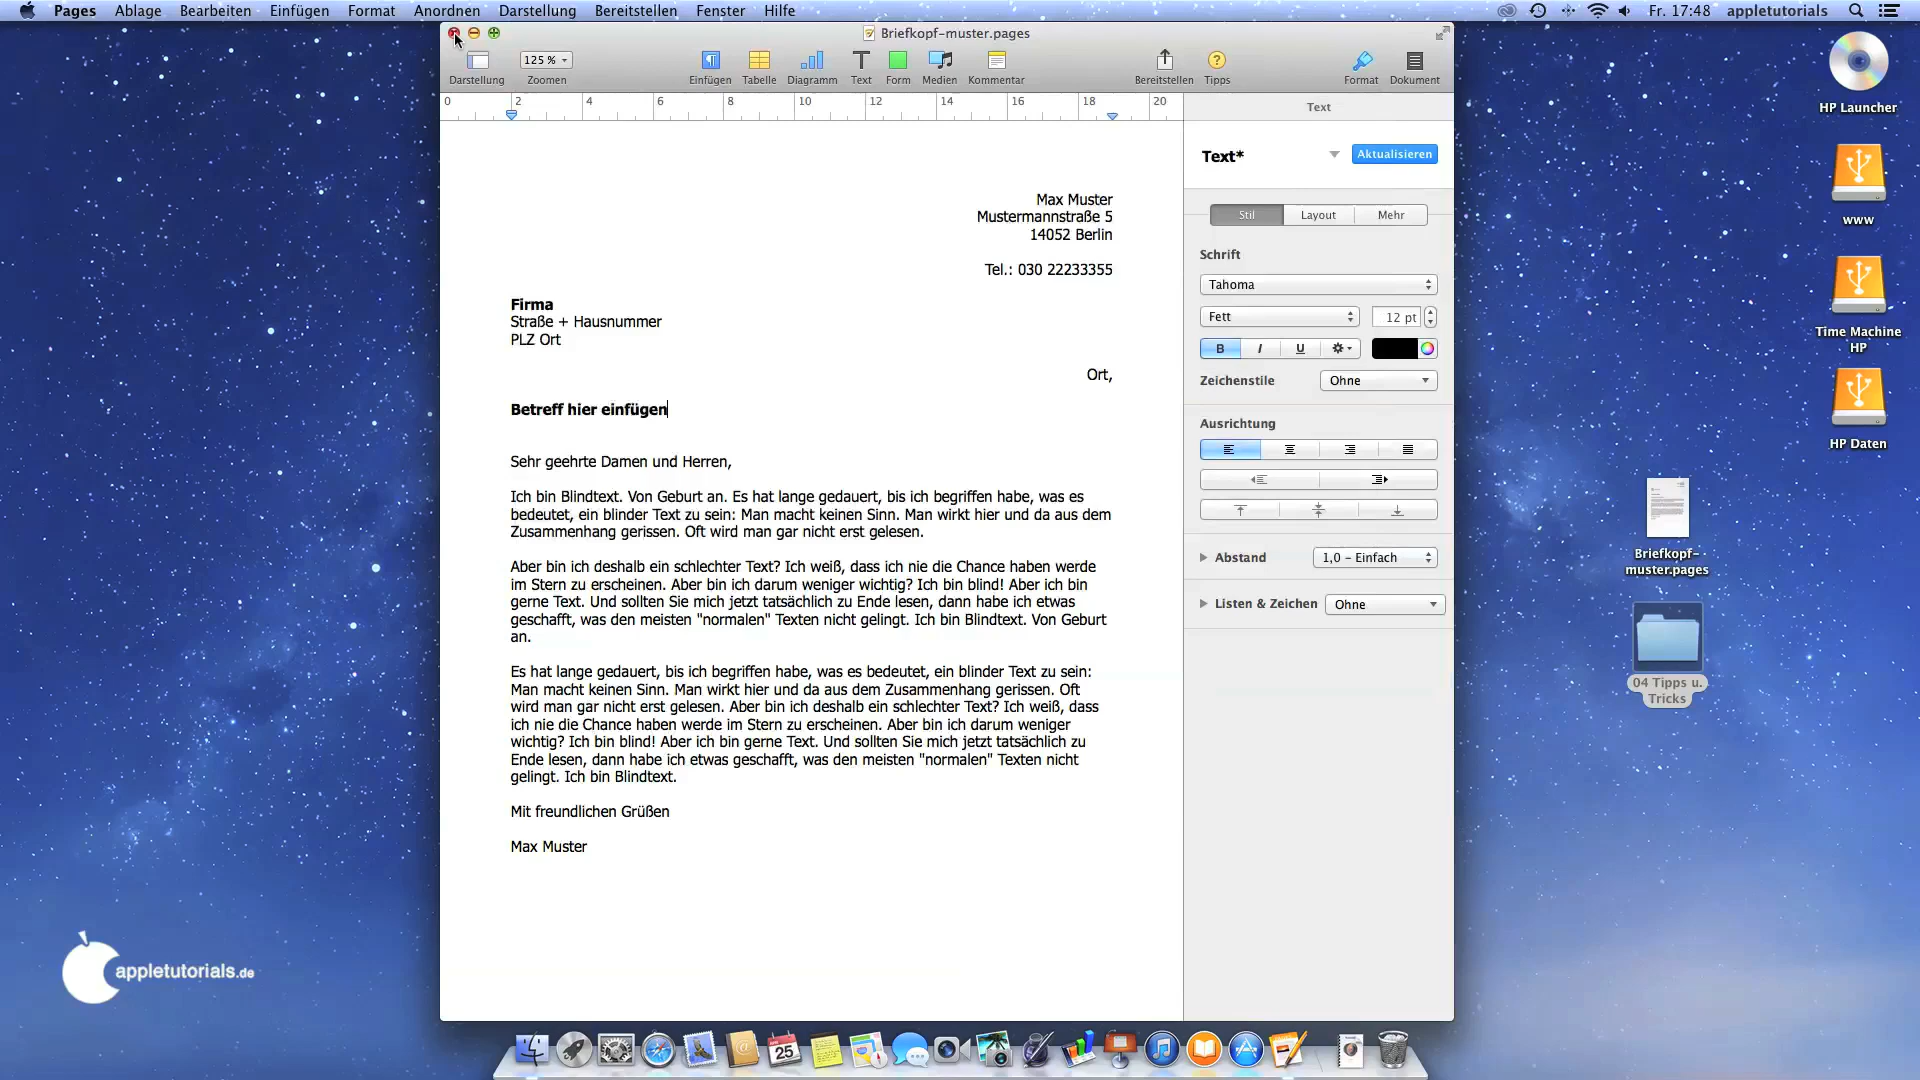 Pages Ablage Bearbeiten Einfügen Format Anordnen Darstellung Bereitstellen Fenster Hilfe Fr. 17:48 appletutorials
Briefkopf-muster.pages
125 %
Darstellung Zoomen Einfügen Tabelle Diagramm Text Form Medien Kommentar Bereitstellen Tipps Format Dokument
0 2 4 6 8 10 12 14 16 18 20
Max Muster
Mustermannstraße 5
14052 Berlin
Tel.: 030 22233355
Firma
Straße + Hausnummer
PLZ Ort
Ort,
Betreff hier einfügen
Sehr geehrte Damen und Herren,
Ich bin Blindtext. Von Geburt an. Es hat lange gedauert, bis ich begriffen habe, was es
bedeutet, ein blinder Text zu sein: Man macht keinen Sinn. Man wirkt hier und da aus dem
Zusammenhang gerissen. Oft wird man gar nicht erst gelesen.
Aber bin ich deshalb ein schlechter Text? Ich weiß, dass ich nie die Chance haben werde
im Stern zu erscheinen. Aber bin ich darum weniger wichtig? Ich bin blind! Aber ich bin
gerne Text. Und sollten Sie mich jetzt tatsächlich zu Ende lesen, dann habe ich etwas
geschafft, was den meisten "normalen" Texten nicht gelingt. Ich bin Blindtext. Von Geburt
an.
Es hat lange gedauert, bis ich begriffen habe, was es bedeutet, ein blinder Text zu sein:
Man macht keinen Sinn. Man wirkt hier und da aus dem Zusammenhang gerissen. Oft
wird man gar nicht erst gelesen. Aber bin ich deshalb ein schlechter Text? Ich weiß, dass
ich nie die Chance haben werde im Stern zu erscheinen. Aber bin ich darum weniger
wichtig? Ich bin blind! Aber ich bin gerne Text. Und sollten Sie mich jetzt tatsächlich zu
Ende lesen, dann habe ich etwas geschafft, was den meisten "normalen" Texten nicht
gelingt. Ich bin Blindtext.
Mit freundlichen Grüßen
Max Muster
Text
Text*
Aktualisieren
Stil Layout Mehr
Schrift
Tahoma
Fett 12 pt
B I U
Zeichenstile Ohne
Ausrichtung
Abstand 1,0 – Einfach
Listen & Zeichen Ohne
HP Launcher
www
Time Machine
HP
HP Daten
Briefkopf-
muster.pages
04 Tipps u.
Tricks
appletutorials.de
25